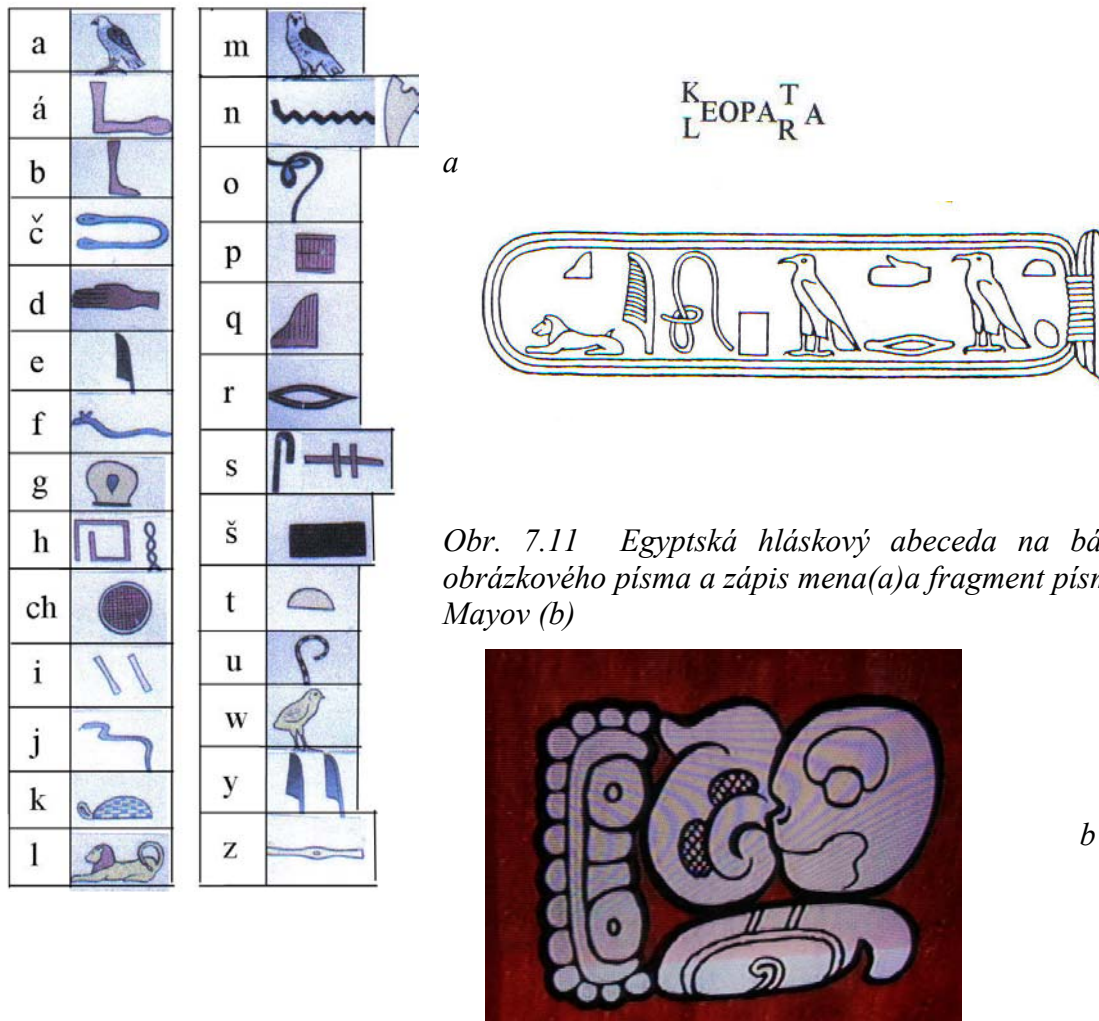 a
á
b
č
d
e
f
g
h
ch
i
j
k
l
m
n
o
p
q
r
s
š
t
u
w
y
z
K T
EOPA A
L R
a
Obr. 7.11 Egyptská hláskový abeceda na bá
obrázkového písma a zápis mena(a)a fragment písm
Mayov (b)
b